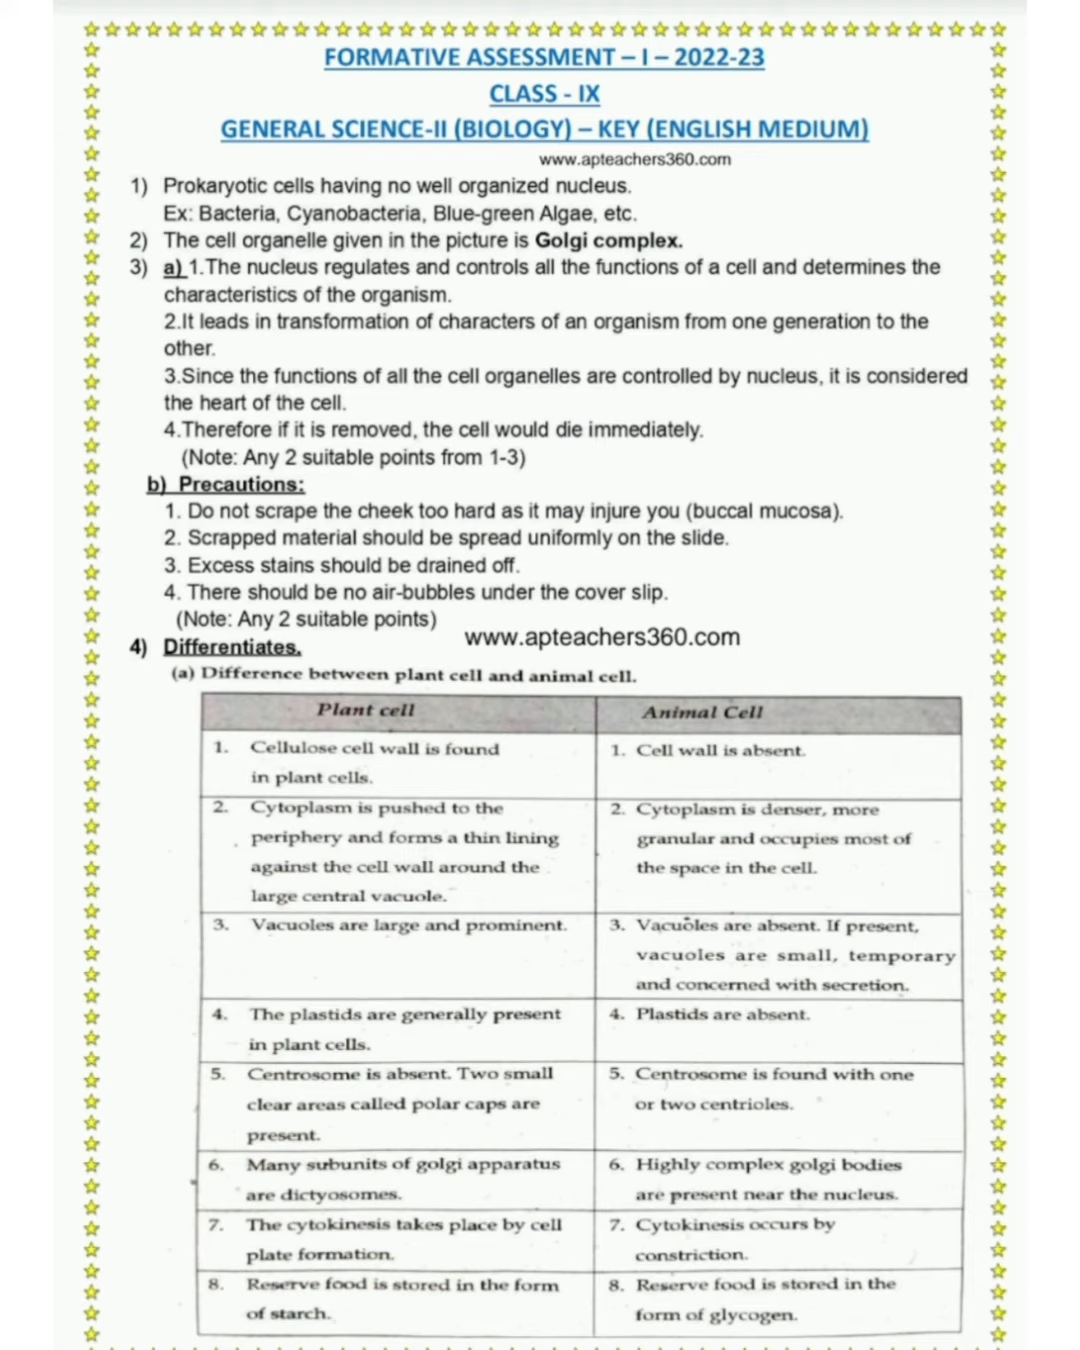 FORMATIVE ASSESSMENT – I – 2022-23
CLASS - IX
GENERAL SCIENCE-II (BIOLOGY) – KEY (ENGLISH MEDIUM)
www.apteachers360.com
1) Prokaryotic cells having no well organized nucleus.
Ex: Bacteria, Cyanobacteria, Blue-green Algae, etc.
2) The cell organelle given in the picture is Golgi complex.
3) a) 1.The nucleus regulates and controls all the functions of a cell and determines the
characteristics of the organism.
2.It leads in transformation of characters of an organism from one generation to the
other.
3.Since the functions of all the cell organelles are controlled by nucleus, it is considered
the heart of the cell.
4.Therefore if it is removed, the cell would die immediately.
(Note: Any 2 suitable points from 1-3)
b) Precautions:
1. Do not scrape the cheek too hard as it may injure you (buccal mucosa).
2. Scrapped material should be spread uniformly on the slide.
3. Excess stains should be drained off.
4. There should be no air-bubbles under the cover slip.
(Note: Any 2 suitable points)
www.apteachers360.com
4) Differentiates.
(a) Difference between plant cell and animal cell.
Plant cell
Animal Cell
1. Cellulose cell wall is found
in plant cells.
1. Cell wall is absent.
2. Cytoplasm is pushed to the
periphery and forms a thin lining
against the cell wall around the
large central vacuole.
2. Cytoplasm is denser, more
granular and occupies most of
the space in the cell.
3. Vacuoles are large and prominent.
3. Vacuoles are absent. If present,
vacuoles are small, temporary
and concerned with secretion.
4. The plastids are generally present
in plant cells.
4. Plastids are absent.
5. Centrosome is absent. Two small
clear areas called polar caps are
present.
5. Centrosome is found with one
or two centrioles.
6. Many subunits of golgi apparatus
are dictyosomes.
6. Highly complex golgi bodies
are present near the nucleus.
7. The cytokinesis takes place by cell
plate formation.
7. Cytokinesis occurs by
constriction.
8. Reserve food is stored in the form
of starch.
8. Reserve food is stored in the
form of glycogen.